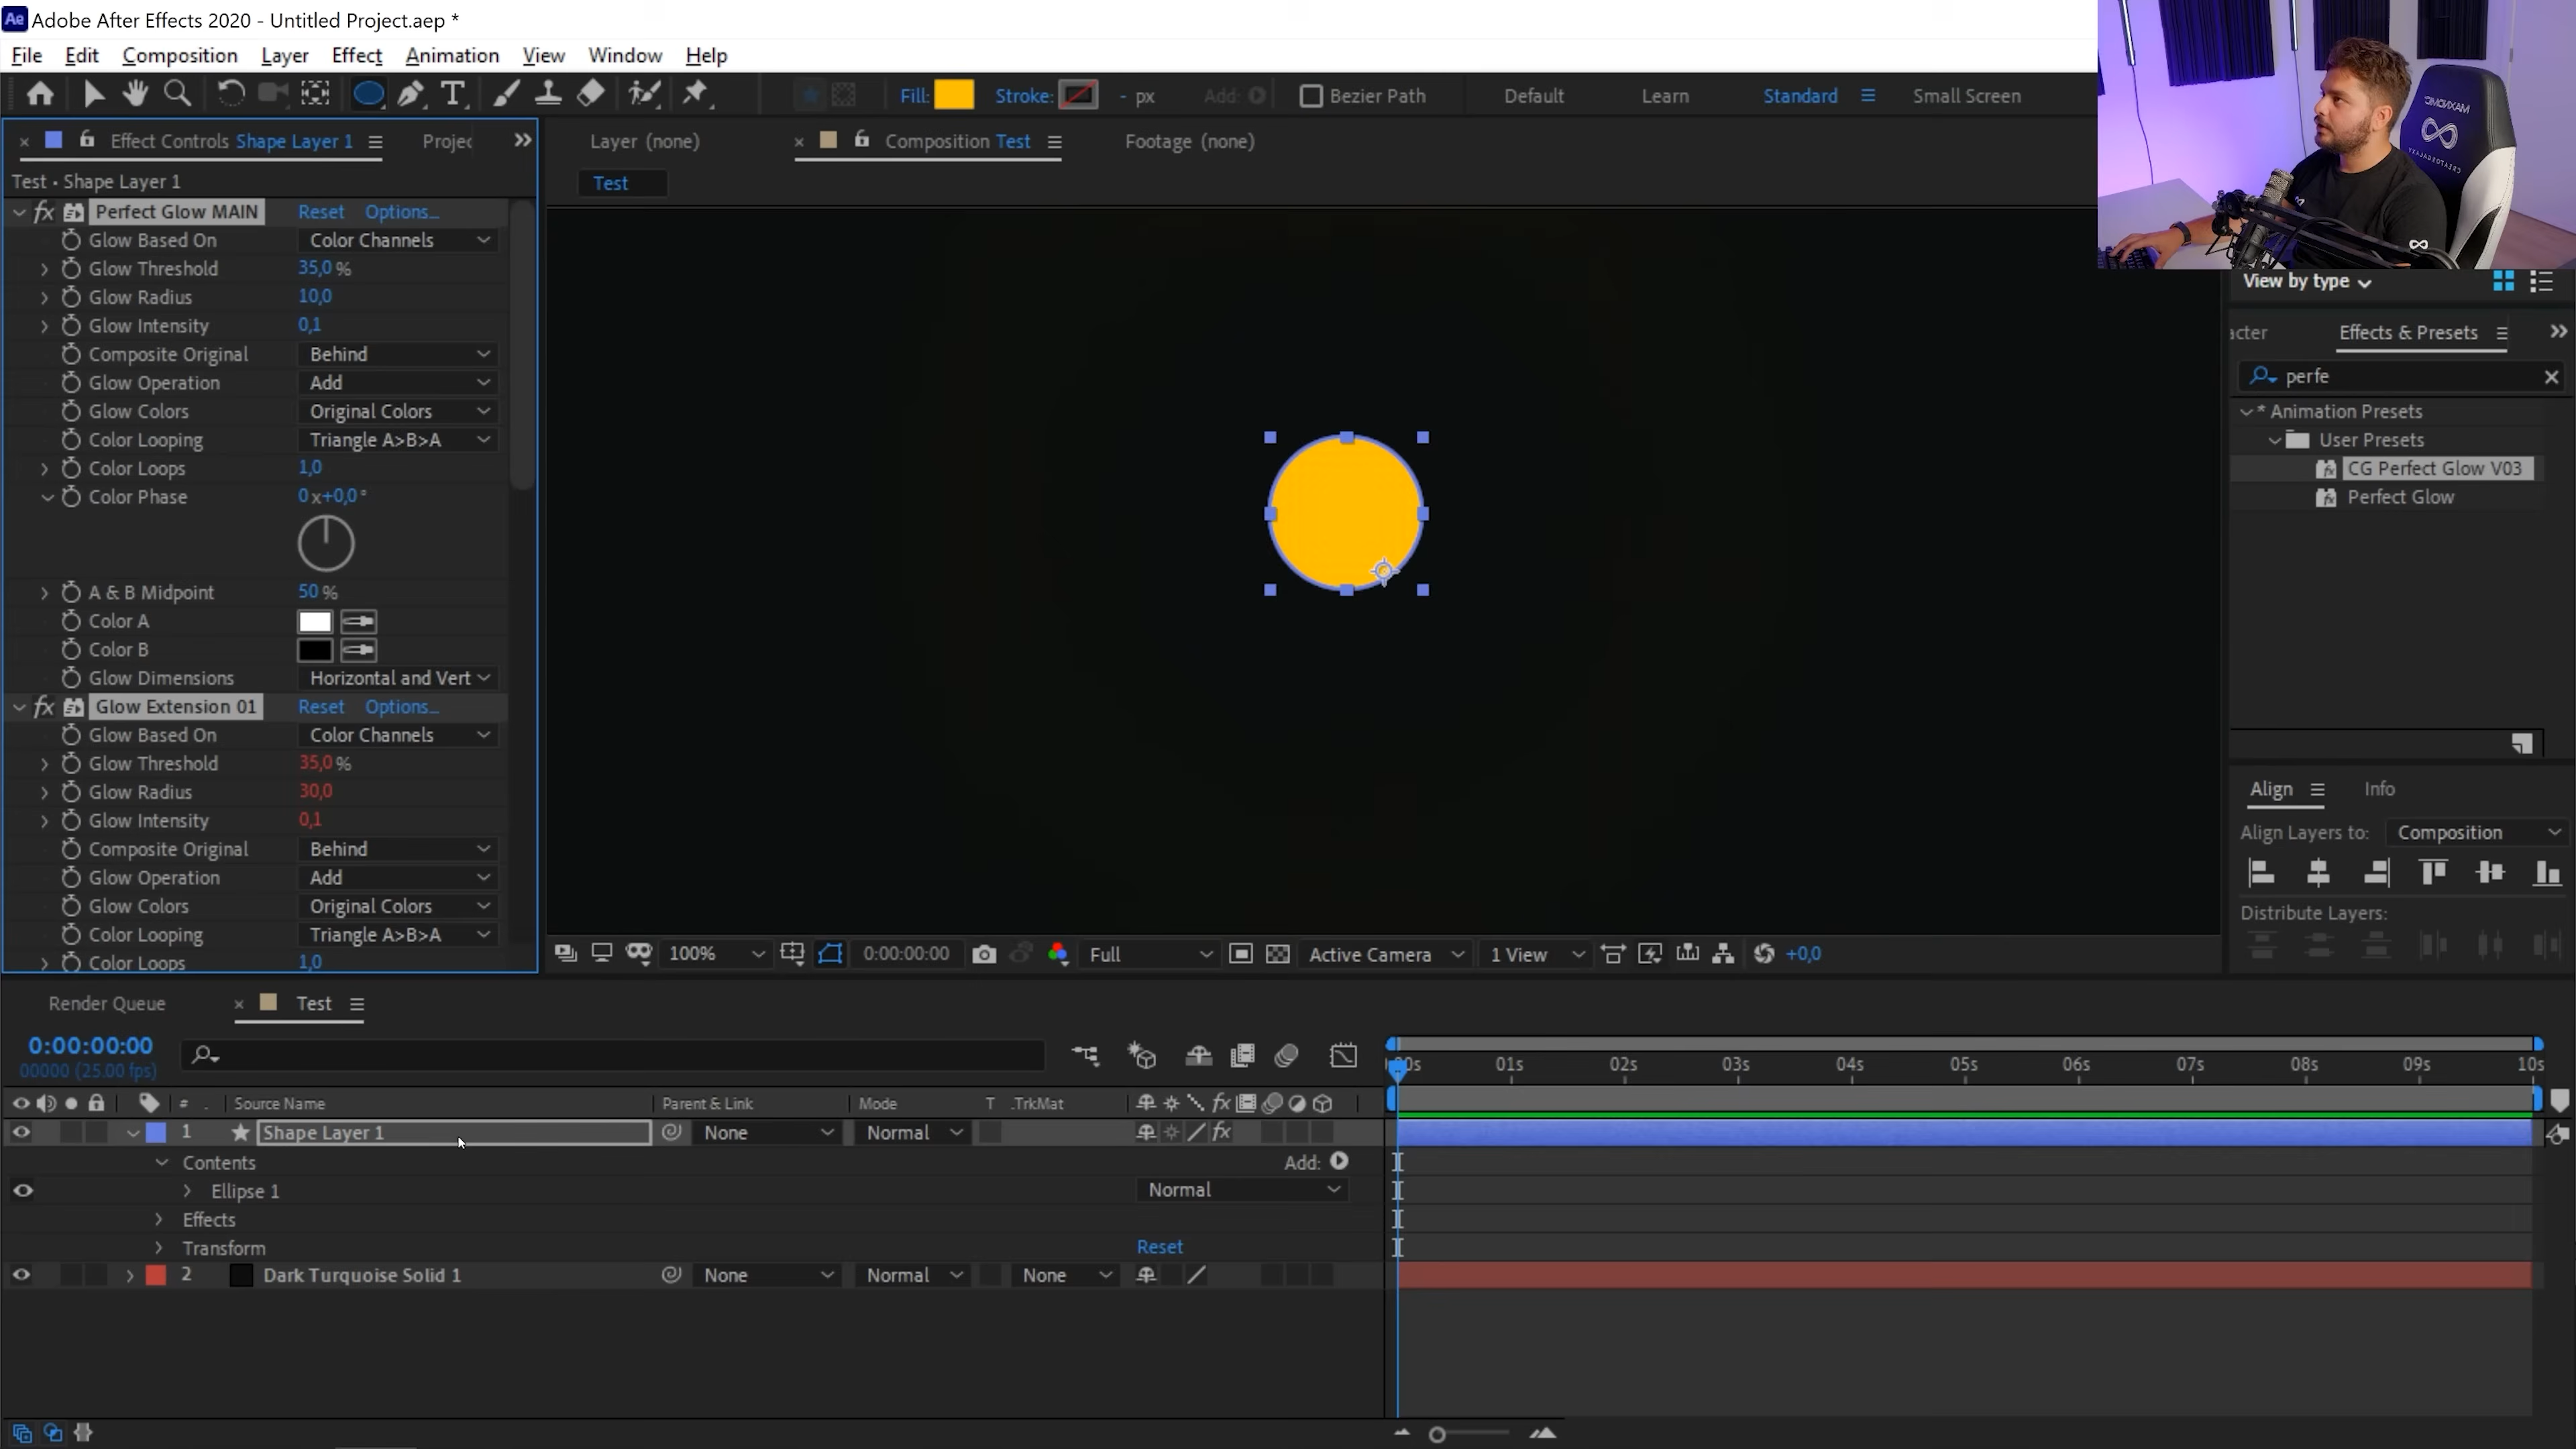 Ae Adobe After Effects 2020 - Untitled Project.aep *
File Edit Composition Layer Effect Animation View Window Help
T Fill: Stroke: - px Add: Bezier Path Default Learn Standard Small Screen
Effect Controls Shape Layer 1 Projec
Layer (none) Composition Test Footage (none)
Test • Shape Layer 1
Test
fx Perfect Glow MAIN Reset Options...
Glow Based On Color Channels
Glow Threshold 35,0 %
Glow Radius 10,0
Glow Intensity 0,1
Composite Original Behind
Glow Operation Add
Glow Colors Original Colors
Color Looping Triangle A>B>A
Color Loops 1,0
Color Phase 0 x+0,0°
A & B Midpoint 50 %
Color A
Color B
Glow Dimensions Horizontal and Vert
fx Glow Extension 01 Reset Options...
Glow Based On Color Channels
Glow Threshold 35,0 %
Glow Radius 30,0
Glow Intensity 0,1
Composite Original Behind
Glow Operation Add
Glow Colors Original Colors
Color Looping Triangle A>B>A
Color Loops 1,0
View by type
acter Effects & Presets
perfe
* Animation Presets
User Presets
CG Perfect Glow V03
Perfect Glow
Align Info
Align Layers to: Composition
Distribute Layers:
100% 0:00:00:00 Full Active Camera 1 View +0,0
Render Queue Test
0:00:00:00
00000 (25.00 fps)
00s 01s 02s 03s 04s 05s 06s 07s 08s 09s 10s
# . Source Name Parent & Link Mode T .TrkMat fx
1 Shape Layer 1 None Normal fx
Contents Add:
Ellipse 1 Normal
Effects
Transform Reset
2 Dark Turquoise Solid 1 None Normal None